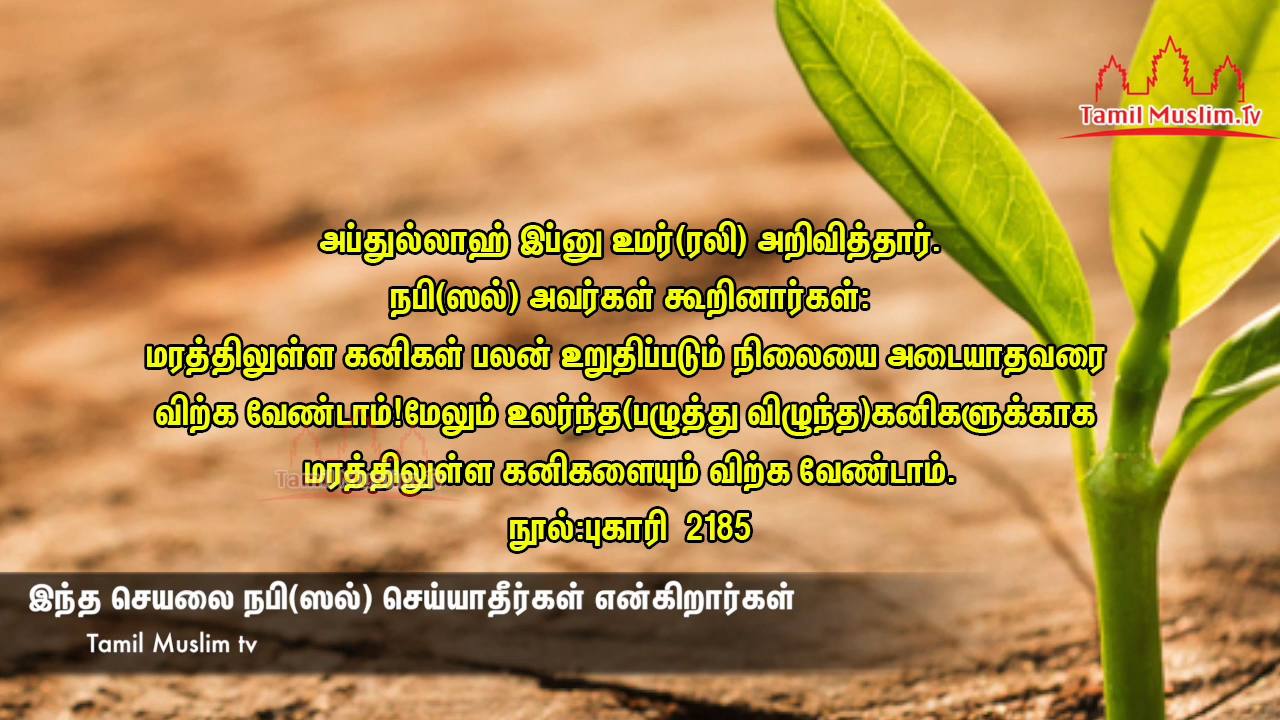 Tamil Muslim.Tv
அப்துல்லாஹ் இப்னு உமர்(ரலி) அறிவித்தார்.
நபி(ஸல்) அவர்கள் கூறினார்கள்:
மரத்திலுள்ள கனிகள் பலன் உறுதிப்படும் நிலையை அடையாதவரை
விற்க வேண்டாம்!மேலும் உலர்ந்த(பழுத்து விழுந்த)கனிகளுக்காக
மரத்திலுள்ள கனிகளையும் விற்க வேண்டாம்.
நூல்:புகாரி 2185
இந்த செயலை நபி(ஸல்) செய்யாதீர்கள் என்கிறார்கள்
Tamil Muslim tv